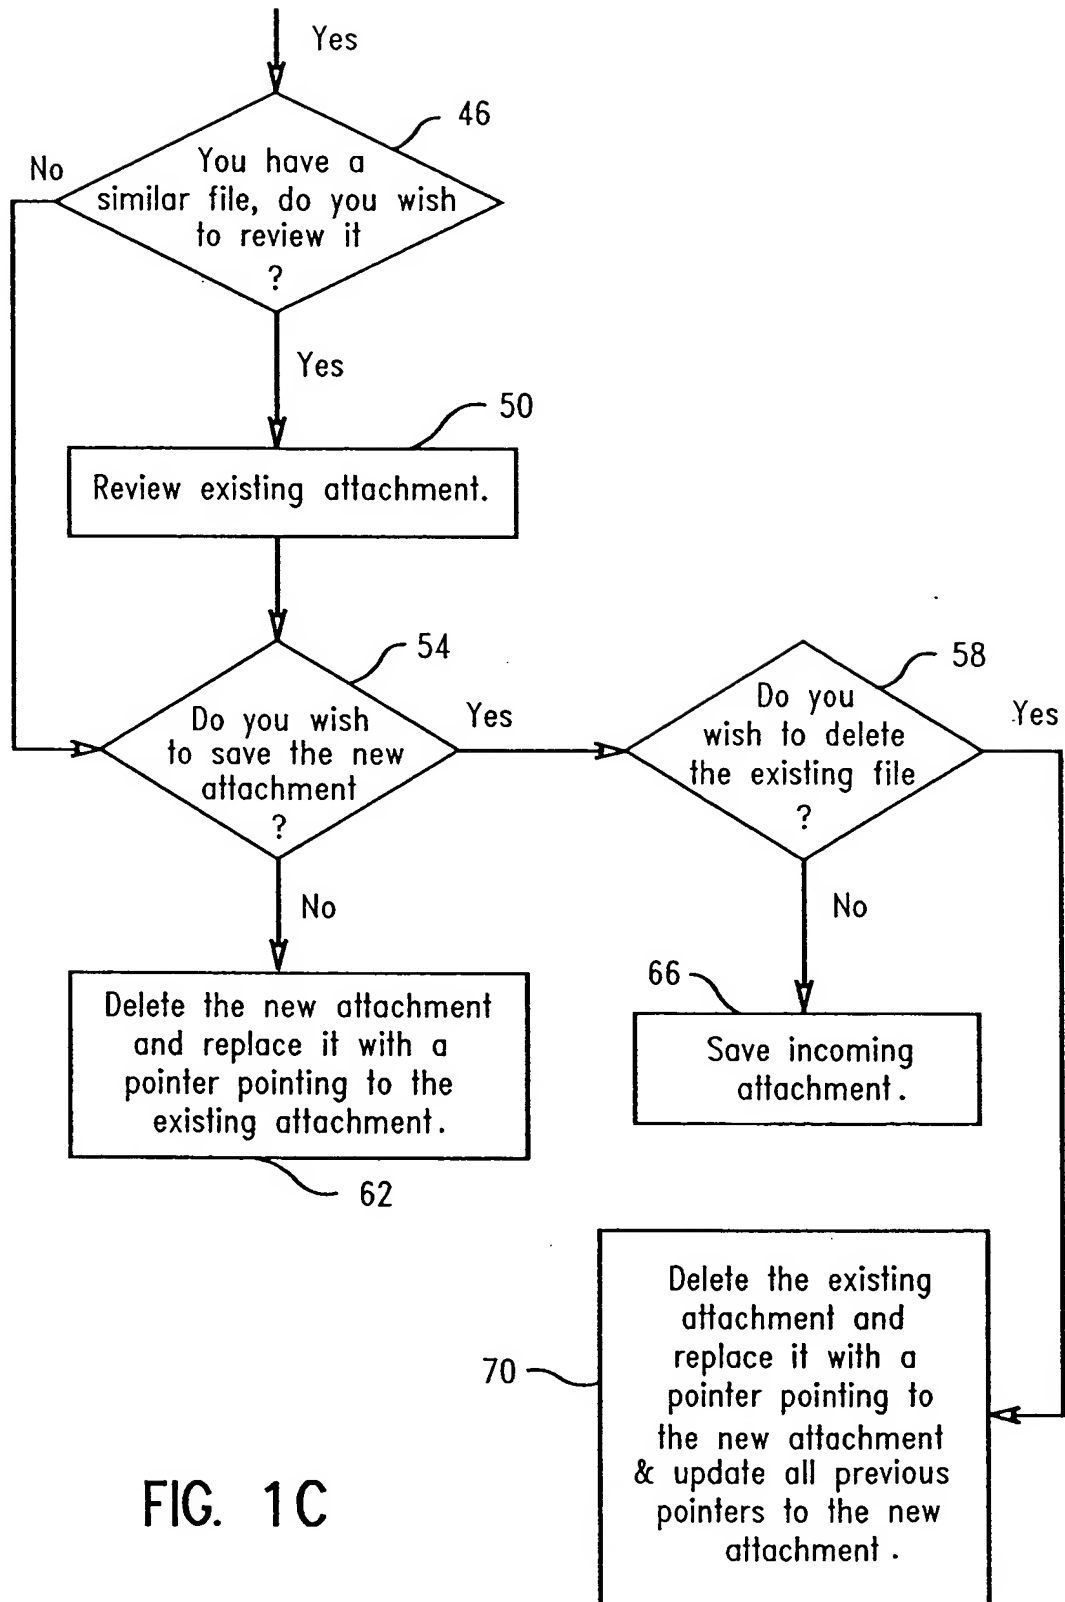 Yes
46
No
You have a
similar file, do you wish
to review it
?
Yes
50
Review existing attachment.
54
Do you wish
to save the new
attachment
?
Yes
58
Do you
wish to delete
the existing file
?
Yes
No
No
Delete the new attachment
and replace it with a
pointer pointing to the
existing attachment.
62
66
Save incoming
attachment.
70
Delete the existing
attachment and
replace it with a
pointer pointing to
the new attachment
& update all previous
pointers to the new
attachment.
FIG. 1C